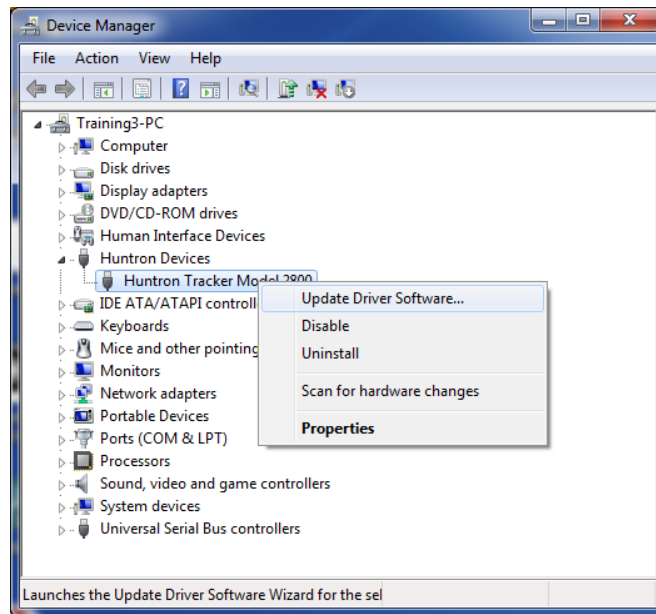 Device Manager
File Action View Help
Training3-PC
Computer
Disk drives
Display adapters
DVD/CD-ROM drives
Human Interface Devices
Huntron Devices
Huntron Tracker Model 2800
IDE ATA/ATAPI controll
Keyboards
Mice and other pointing
Monitors
Network adapters
Portable Devices
Ports (COM & LPT)
Processors
Sound, video and game controllers
System devices
Universal Serial Bus controllers
Update Driver Software...
Disable
Uninstall
Scan for hardware changes
Properties
Launches the Update Driver Software Wizard for the sel